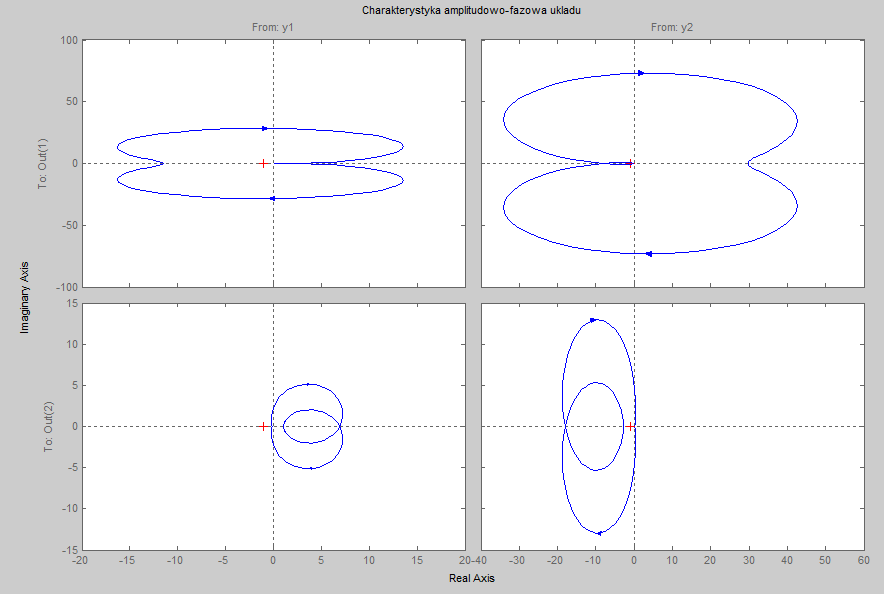 Charakterystyka amplitudowo-fazowa ukladu
From: y1
From: y2
100
50
0
-50
-100
To: Out(1)
Imaginary Axis
15
10
5
0
-5
-10
-15
To: Out(2)
-20 -15 -10 -5 0 5 10 15 20
-40 -30 -20 -10 0 10 20 30 40 50 60
Real Axis